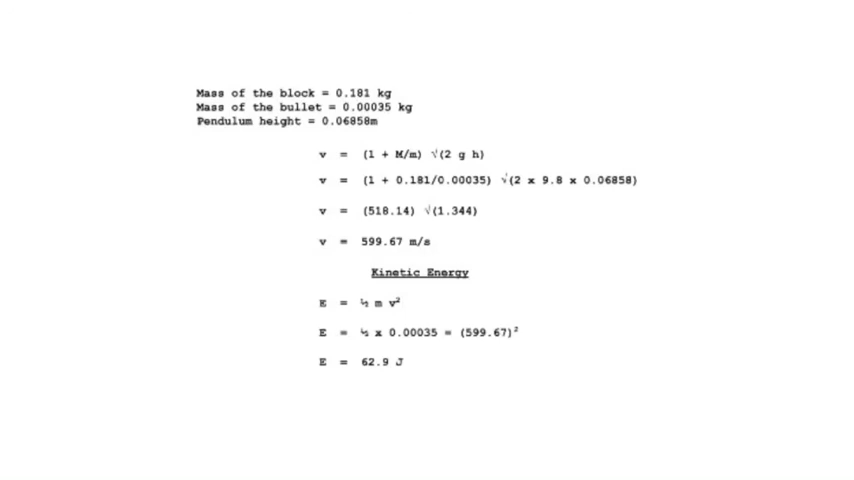 Mass of the block = 0.181 kg
Mass of the bullet = 0.00035 kg
Pendulum height = 0.06858m
v = (1 + M/m) √(2 g h)
v = (1 + 0.181/0.00035) √(2 x 9.8 x 0.06858)
v = (518.14) √(1.344)
v = 599.67 m/s
Kinetic Energy
E = ½ m v²
E = ½ x 0.00035 = (599.67)²
E = 62.9 J